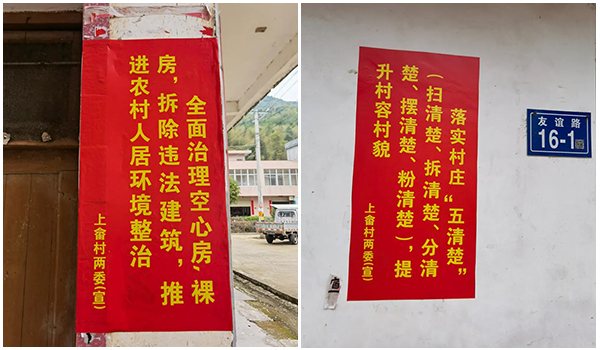 全面治理空心房、裸
房，拆除违法建筑，推
进农村人居环境整治
上畲村两委(宣)
落实村庄“五清楚”
（扫清楚、拆清楚、分清
楚、摆清楚、粉清楚），提
升村容村貌
上畲村两委(宣)
友谊路
16-1